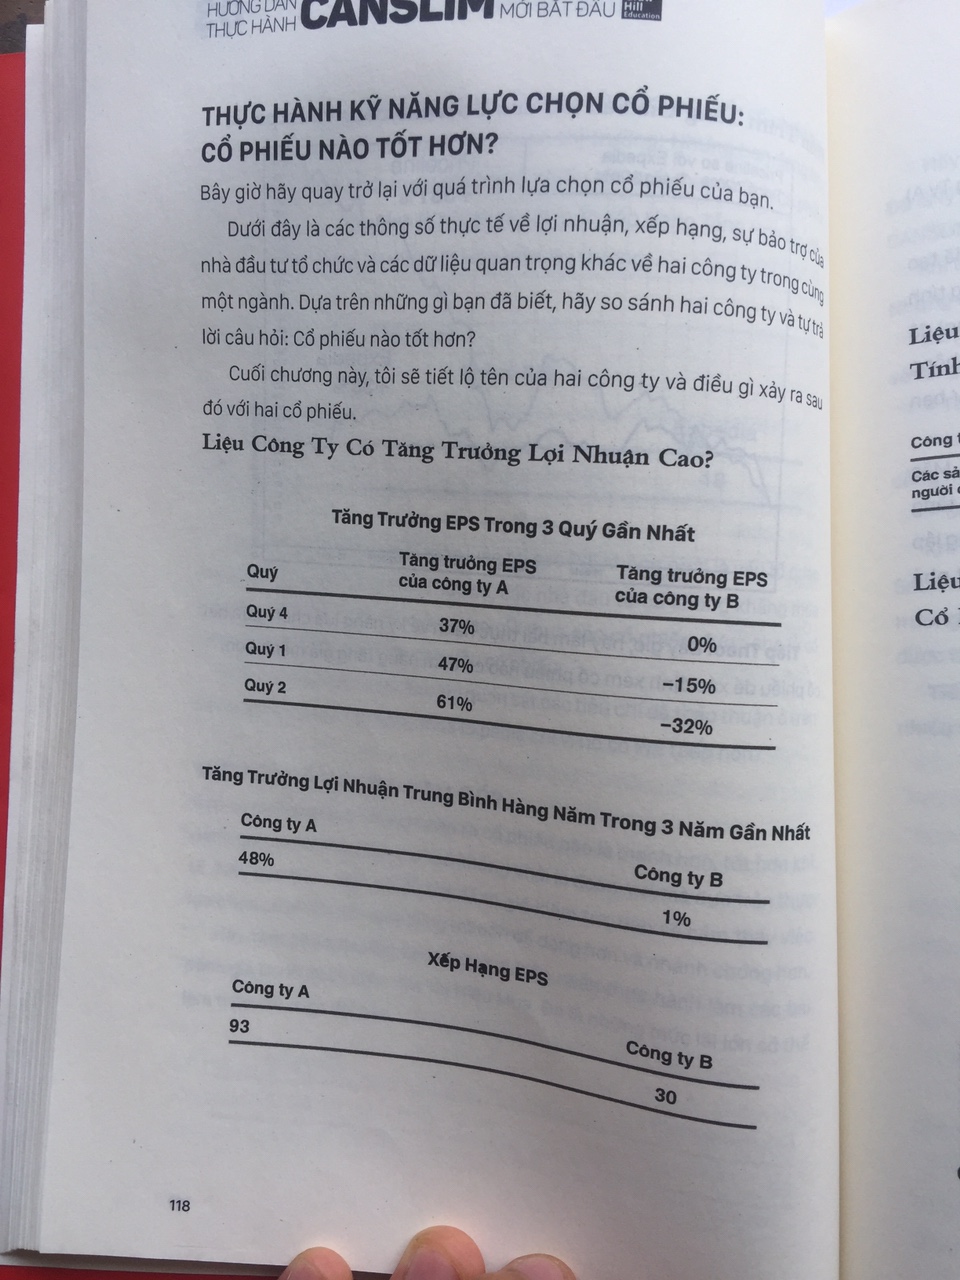 HƯỚNG DẪN
THỰC HÀNH CANSLIM MỚI BẮT ĐẦU
Hill
Education
THỰC HÀNH KỸ NĂNG LỰC CHỌN CỔ PHIẾU:
CỔ PHIẾU NÀO TỐT HƠN?
Bây giờ hãy quay trở lại với quá trình lựa chọn cổ phiếu của bạn.
Dưới đây là các thông số thực tế về lợi nhuận, xếp hạng, sự bảo trợ của
nhà đầu tư tổ chức và các dữ liệu quan trọng khác về hai công ty trong cùng
một ngành. Dựa trên những gì bạn đã biết, hãy so sánh hai công ty và tự trả
lời câu hỏi: Cổ phiếu nào tốt hơn?
Cuối chương này, tôi sẽ tiết lộ tên của hai công ty và điều gì xảy ra sau
đó với hai cổ phiếu.
Liệu Công Ty Có Tăng Trưởng Lợi Nhuận Cao?
Tăng Trưởng EPS Trong 3 Quý Gần Nhất
Quý Tăng trưởng EPS của công ty A Tăng trưởng EPS của công ty B
Quý 4 37% 0%
Quý 1 47% –15%
Quý 2 61% –32%
Tăng Trưởng Lợi Nhuận Trung Bình Hàng Năm Trong 3 Năm Gần Nhất
Công ty A Công ty B
48% 1%
Xếp Hạng EPS
Công ty A Công ty B
93 30
118
Liệu
Tính
Công
Các
người
Liệu
Cổ